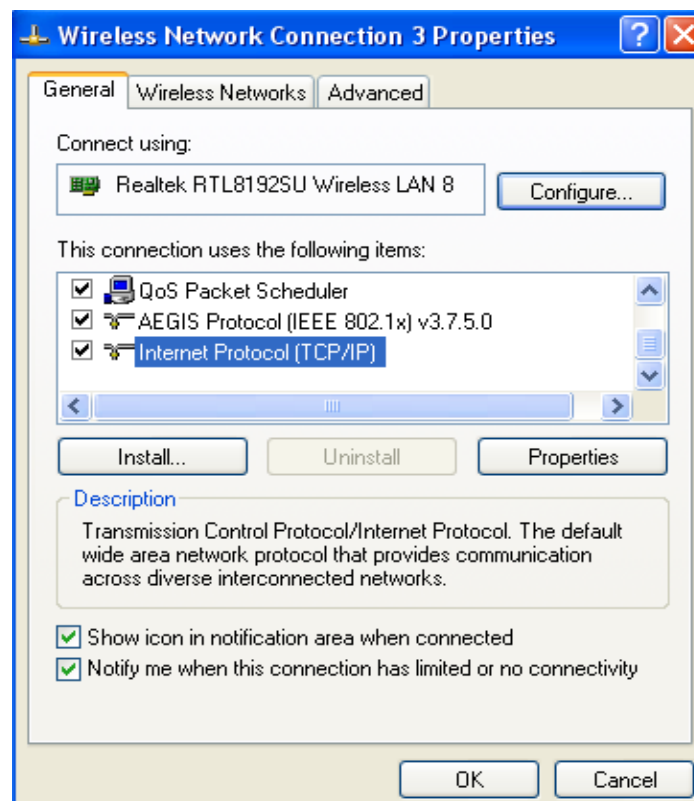 Wireless Network Connection 3 Properties
General Wireless Networks Advanced
Connect using:
Realtek RTL8192SU Wireless LAN 8 Configure...
This connection uses the following items:
QoS Packet Scheduler
AEGIS Protocol (IEEE 802.1x) v3.7.5.0
Internet Protocol (TCP/IP)
Install... Uninstall Properties
Description
Transmission Control Protocol/Internet Protocol. The default
wide area network protocol that provides communication
across diverse interconnected networks.
Show icon in notification area when connected
Notify me when this connection has limited or no connectivity
OK Cancel